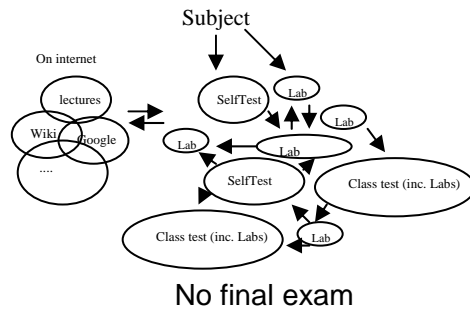 Subject
On internet
lectures
Wiki
Google
....
SelfTest
Lab
Lab
Lab
Lab
SelfTest
Class test (inc. Labs)
Class test (inc. Labs)
Lab
No final exam